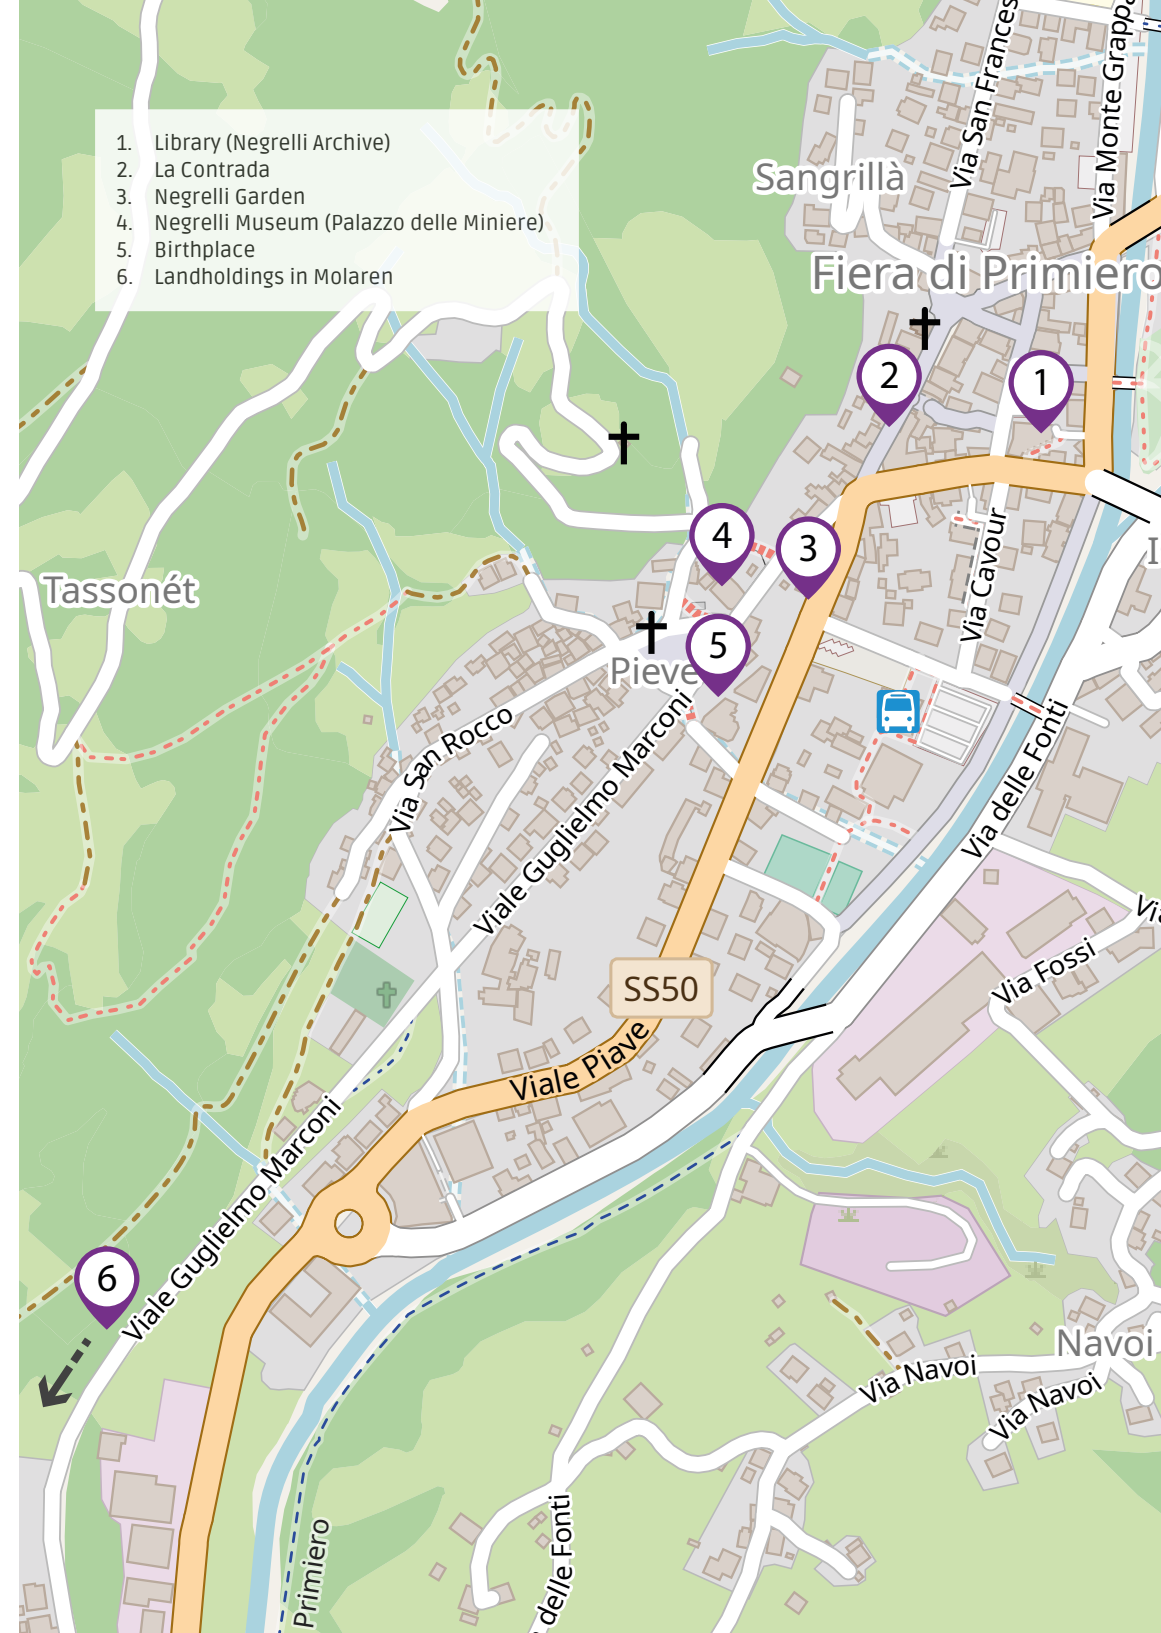 Via San Frances
Via Monte Grappa
1. Library (Negrelli Archive)
2. La Contrada
3. Negrelli Garden
4. Negrelli Museum (Palazzo delle Miniere)
5. Birthplace
6. Landholdings in Molaren
Sangrillà
Fiera di Primiero
2
1
4
3
Via Cavour
I
Tassonét
5
Pieve
Via San Rocco
Viale Guglielmo Marconi
Via delle Fonti
Via
Via Fossi
SS50
Viale Piave
Viale Guglielmo Marconi
6
Navoi
Via Navoi
Via Navoi
Primiero
delle Fonti